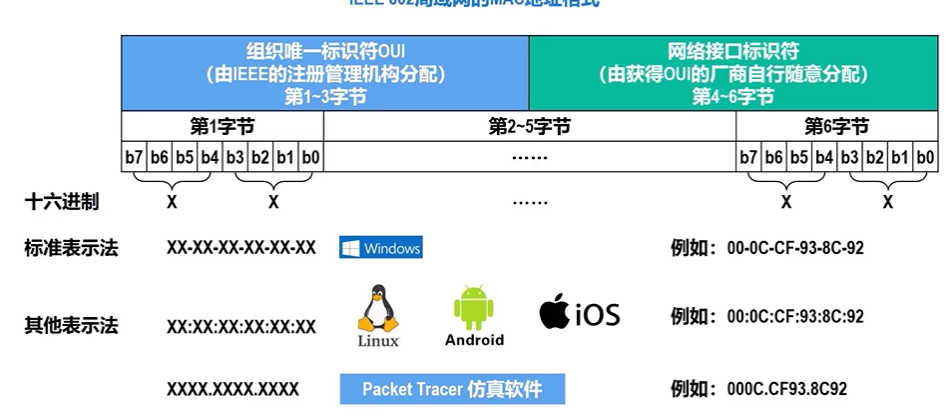 IEEE 802局域网的MAC地址格式
组织唯一标识符OUI
（由IEEE的注册管理机构分配）
第1~3字节
网络接口标识符
（由获得OUI的厂商自行随意分配）
第4~6字节
第1字节
第2~5字节
第6字节
b7 b6 b5 b4 b3 b2 b1 b0
……
b7 b6 b5 b4 b3 b2 b1 b0
十六进制 X X …… X X
标准表示法 XX-XX-XX-XX-XX-XX Windows 例如：00-0C-CF-93-8C-92
其他表示法 XX:XX:XX:XX:XX:XX Linux Android iOS 例如：00:0C:CF:93:8C:92
XXXX.XXXX.XXXX Packet Tracer 仿真软件 例如：000C.CF93.8C92